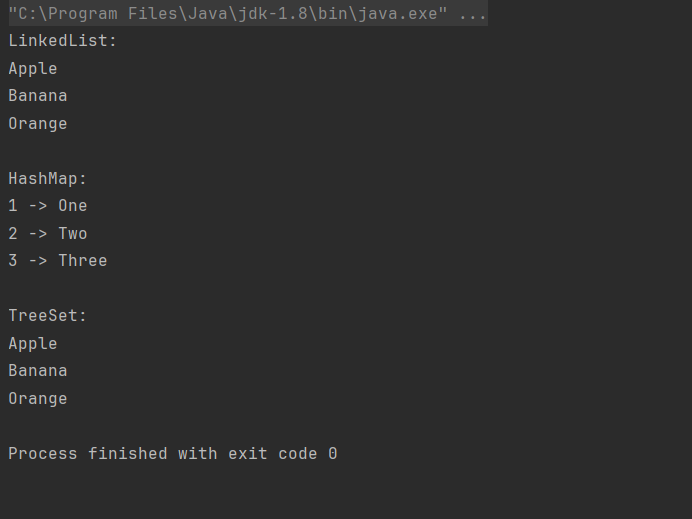 "C:\Program Files\Java\jdk-1.8\bin\java.exe" ...
LinkedList:
Apple
Banana
Orange
HashMap:
1 -> One
2 -> Two
3 -> Three
TreeSet:
Apple
Banana
Orange
Process finished with exit code 0